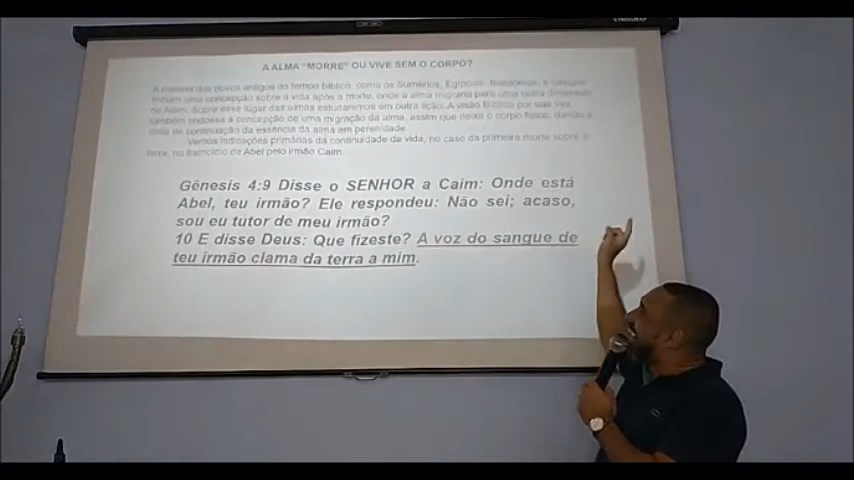 A ALMA "MORRE" OU VIVE SEM O CORPO?
A maioria dos povos antigos do tempo bíblico, como os Sumérios, Egípcios, Babilônios, e Gregos
tinham uma concepção sobre a vida após a morte, onde a alma migraria para uma outra dimensão
no Além. Sobre esse lugar das almas estudaremos em outra lição. A visão Bíblica por sua vez
também endossa a concepção de uma migração da alma, assim que deixa o corpo físico, dando a
ideia de continuação da essência da alma em perenidade.
Vemos indicações primárias da continuidade da vida, no caso da primeira morte sobre a
terra, no fratricídio de Abel pelo irmão Caim.
Gênesis 4:9 Disse o SENHOR a Caim: Onde está
Abel, teu irmão? Ele respondeu: Não sei; acaso,
sou eu tutor de meu irmão?
10 E disse Deus: Que fizeste? A voz do sangue de
teu irmão clama da terra a mim.